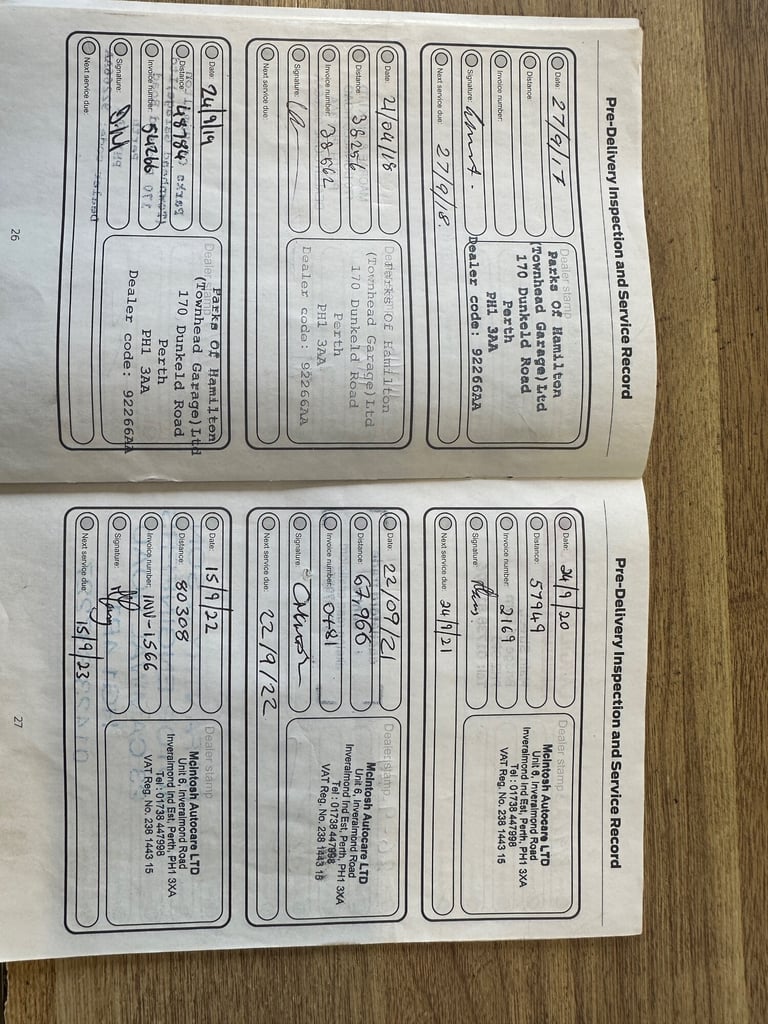 Pre-Delivery Inspection and Service Record
Date: 27/9/17
Distance:
Invoice number:
Signature:
Next service due: 27/9/18.
Dealer stamp
Parks Of Hamilton
(Townhead Garage)Ltd
170 Dunkeld Road
Perth
PH1 3AA
Dealer code: 92266AA
Date: 21/04/18
Distance: 38256
Invoice number: 38662
Signature:
Next service due:
Parks Of Hamilton
(Townhead Garage)Ltd
170 Dunkeld Road
Perth
PH1 3AA
Dealer code: 92266AA
Date: 24/9/19
Distance: 48784
Invoice number: 54266
Signature:
Next service due:
Dealer stamp
Parks Of Hamilton
(Townhead Garage)Ltd
170 Dunkeld Road
Perth
PH1 3AA
Dealer code: 92266AA
26
Pre-Delivery Inspection and Service Record
Date: 24/9/20
Distance: 57949
Invoice number: 2169
Signature:
Next service due: 24/9/21
Dealer stamp
McIntosh Autocare LTD
Unit 6, Inveralmond Road
Inveralmond Ind Est, Perth, PH1 3XA
Tel : 01738 447998
VAT Reg. No. 238 1443 15
Date: 22/09/21
Distance: 67,966
Invoice number: 0481
Signature:
Next service due: 22/9/22
Dealer stamp
McIntosh Autocare LTD
Unit 6, Inveralmond Road
Inveralmond Ind Est, Perth, PH1 3XA
Tel : 01738 447998
VAT Reg. No. 238 1443 15
Date: 15/9/22
Distance: 80308
Invoice number: INV-1566
Signature:
Next service due: 15/9/23
Dealer stamp
McIntosh Autocare LTD
Unit 6, Inveralmond Road
Inveralmond Ind Est, Perth, PH1 3XA
Tel : 01738 447998
VAT Reg. No. 238 1443 15
27